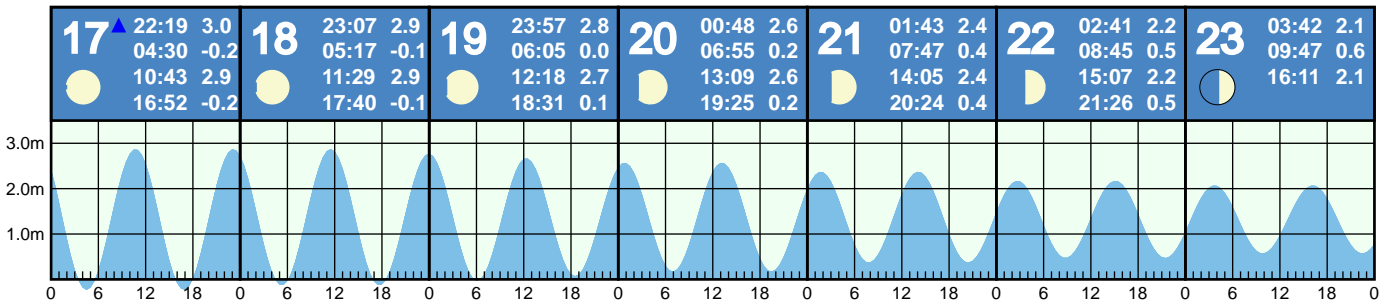 17 22:19 3.0 18 23:07 2.9 19 23:57 2.8 20 00:48 2.6 21 01:43 2.4 22 02:41 2.2 23 03:42 2.1
04:30 -0.2 05:17 -0.1 06:05 0.0 06:55 0.2 07:47 0.4 08:45 0.5 09:47 0.6
10:43 2.9 11:29 2.9 12:18 2.7 13:09 2.6 14:05 2.4 15:07 2.2 16:11 2.1
16:52 -0.2 17:40 -0.1 18:31 0.1 19:25 0.2 20:24 0.4 21:26 0.5
3.0m
2.0m
1.0m
0 6 12 18 0 6 12 18 0 6 12 18 0 6 12 18 0 6 12 18 0 6 12 18 0 6 12 18 0